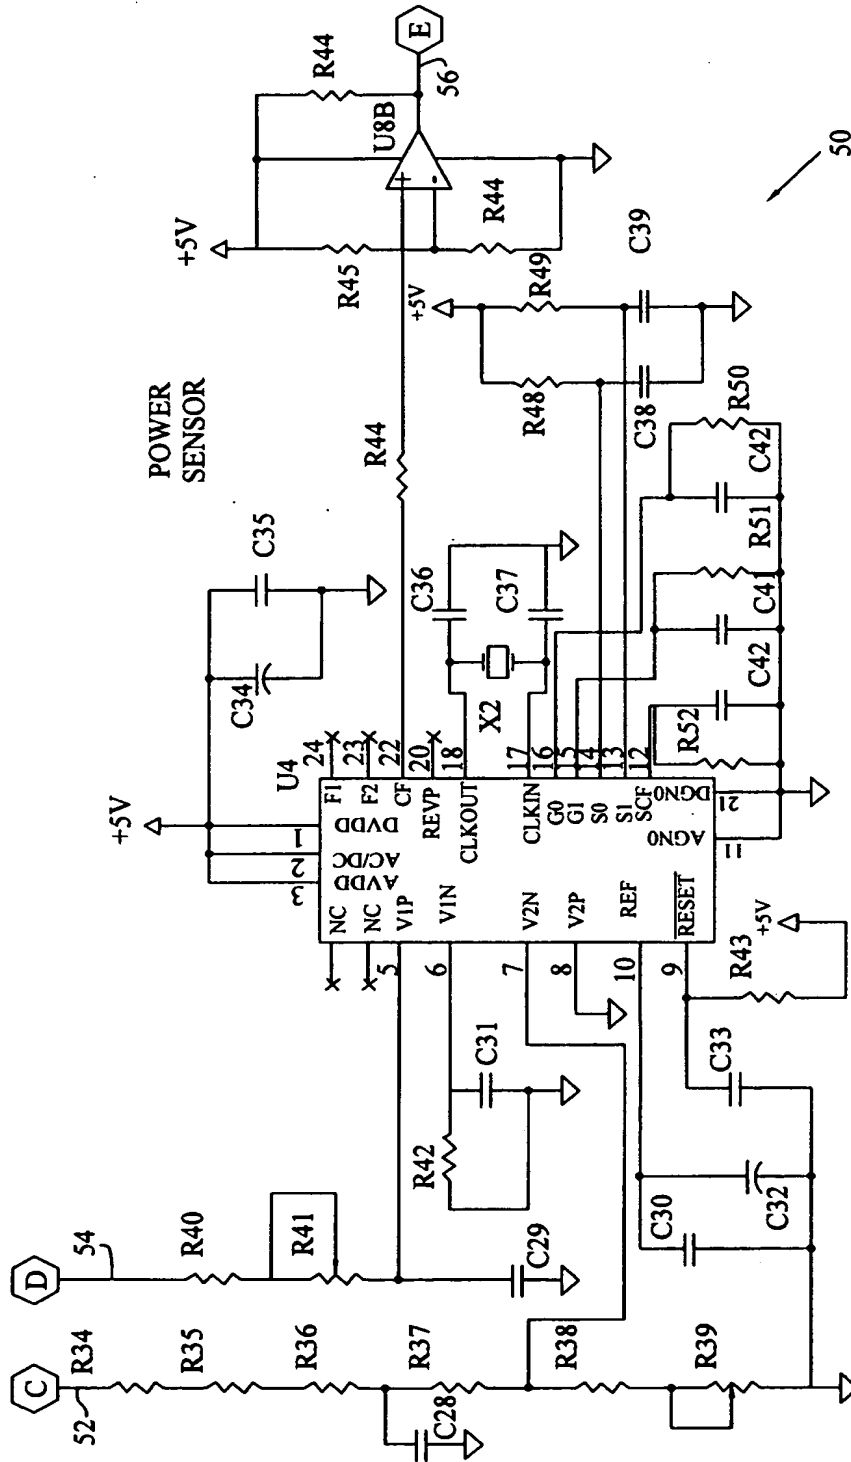 C
52
R34
R35
R36
R37
C28
R38
R39
D
54
R40
R41
C29
R42
C31
C30
C32
C33
R43
+5V
5
6
7
8
10
9
NC
NC
V1P
V1N
V2N
V2P
REF
RESET
3
2
1
AVDD
AC/DC
DVDD
+5V
U4
F1
F2
CF
REVP
CLKOUT
CLKIN
G0
G1
S0
S1
SCF
AGN0
DGN0
11
21
24
23
22
20
18
17
16
15
14
13
12
C34
C35
POWER
SENSOR
X2
C36
C37
R44
R52
C42
C41
R51
C42
R50
R48
C38
R49
C39
+5V
+5V
R45
R44
U8B
+
-
R44
56
E
50